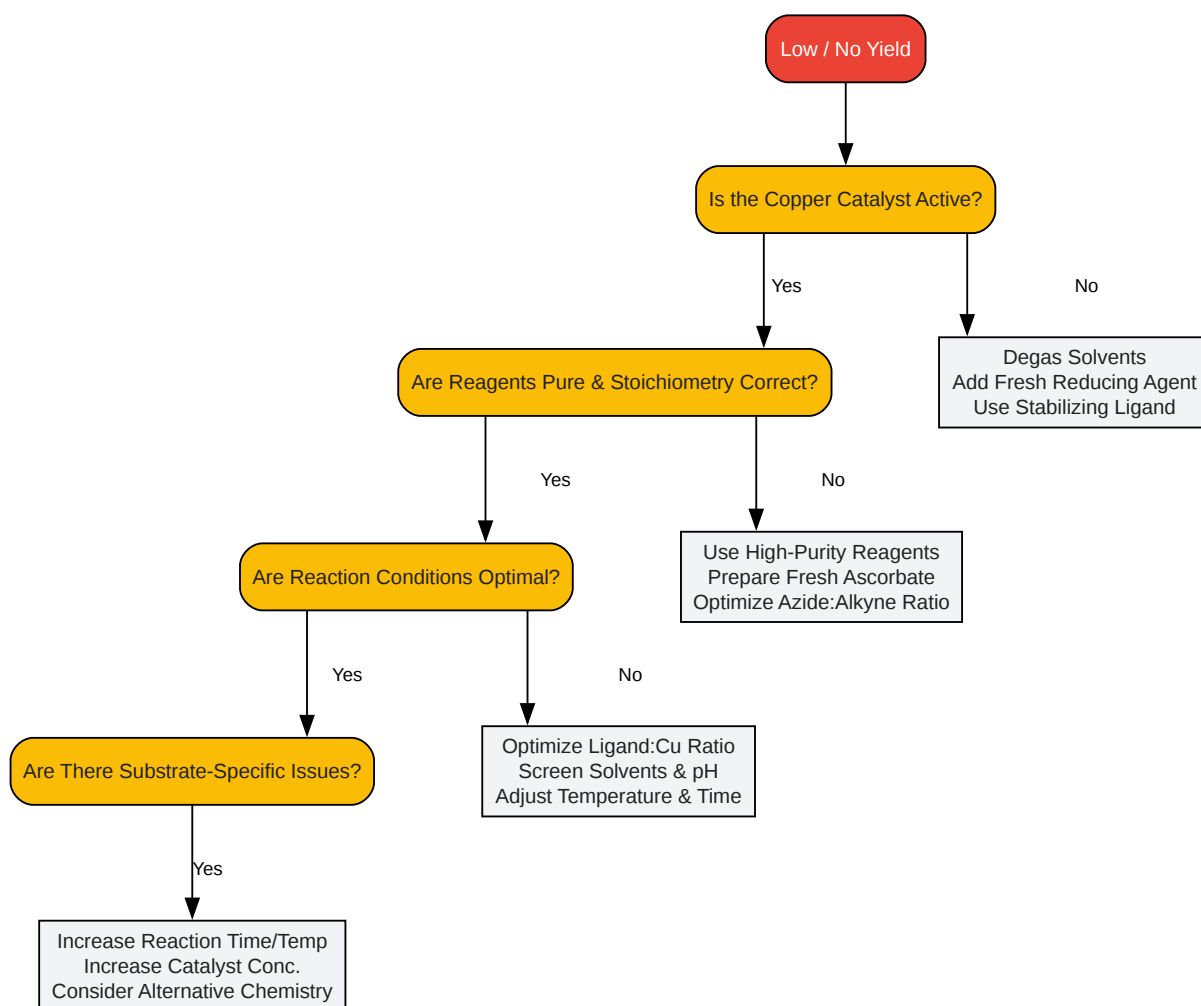 Low / No Yield
Is the Copper Catalyst Active?
Yes
No
Degas Solvents
Add Fresh Reducing Agent
Use Stabilizing Ligand
Are Reagents Pure & Stoichiometry Correct?
Yes
No
Use High-Purity Reagents
Prepare Fresh Ascorbate
Optimize Azide:Alkyne Ratio
Are Reaction Conditions Optimal?
Yes
No
Optimize Ligand:Cu Ratio
Screen Solvents & pH
Adjust Temperature & Time
Are There Substrate-Specific Issues?
Yes
Increase Reaction Time/Temp
Increase Catalyst Conc.
Consider Alternative Chemistry